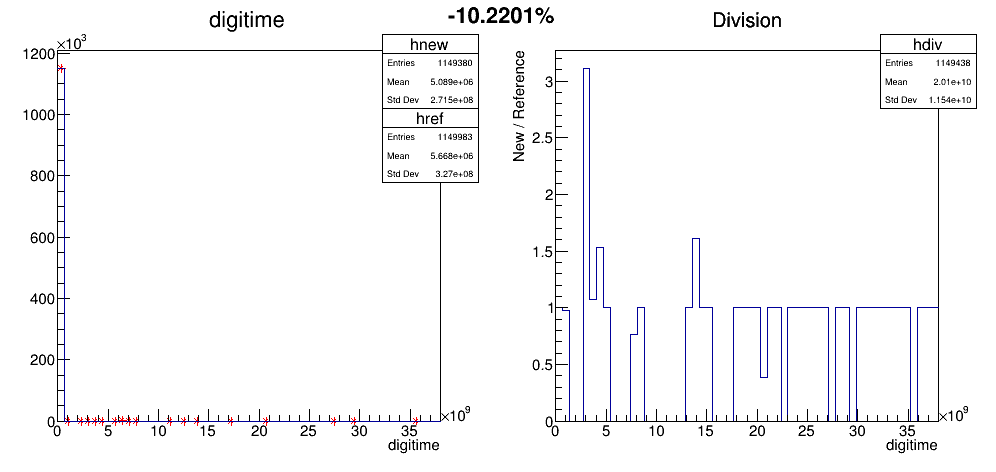 -10.2201%
digitime
×10³
1200
1000
800
600
400
200
0
0 5 10 15 20 25 30 35
×10⁹
digitime
hnew
Entries 1149380
Mean 5.089e+06
Std Dev 2.715e+08
href
Entries 1149983
Mean 5.668e+06
Std Dev 3.27e+08
Division
New / Reference
3
2.5
2
1.5
1
0.5
0
0 5 10 15 20 25 30 35
×10⁹
digitime
hdiv
Entries 1149438
Mean 2.01e+10
Std Dev 1.154e+10